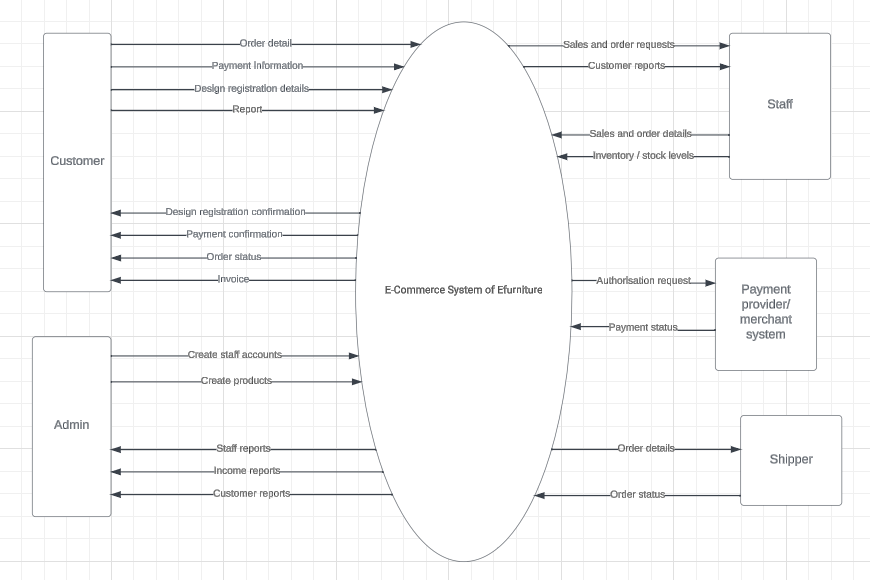 Customer
Order detail
Payment Information
Design registration details
Report
Design registration confirmation
Payment confirmation
Order status
Invoice
Admin
Create staff accounts
Create products
Staff reports
Income reports
Customer reports
E-Commerce System of Efurniture
Sales and order requests
Customer reports
Sales and order details
Inventory / stock levels
Staff
Authorisation request
Payment status
Payment
provider/
merchant
system
Order details
Order status
Shipper